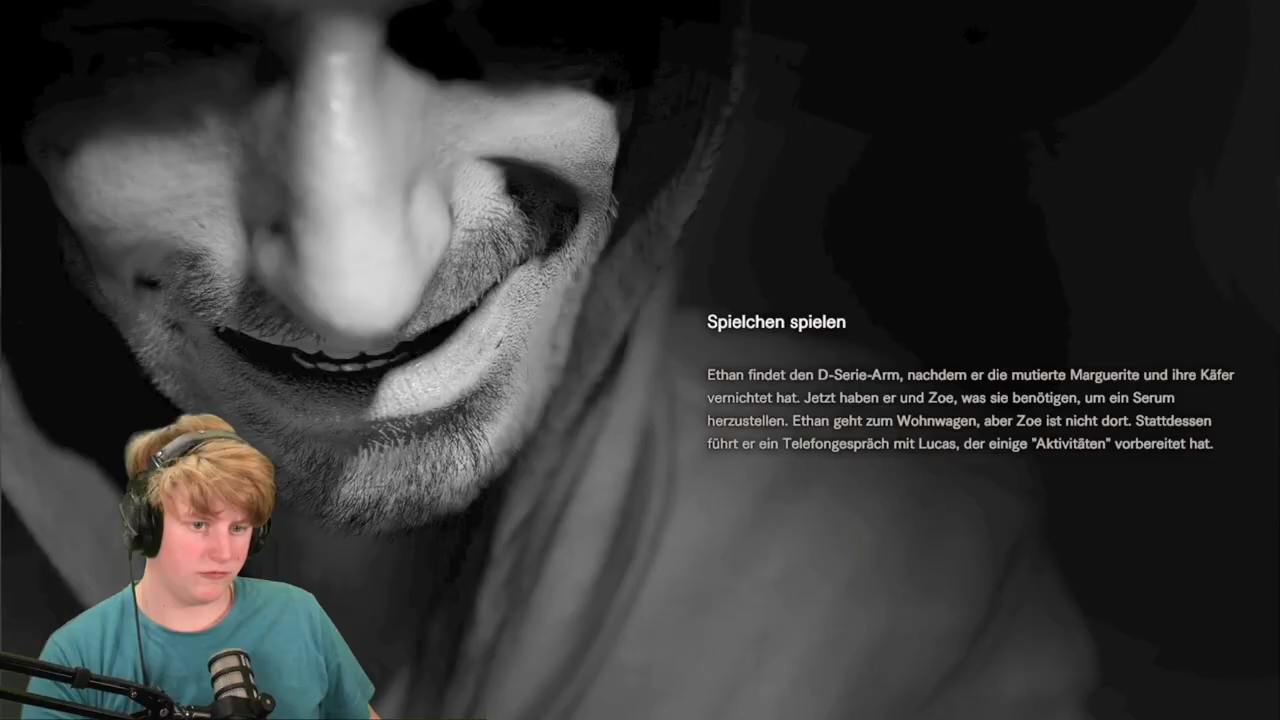 Spielchen spielen
Ethan findet den D-Serie-Arm, nachdem er die mutierte Marguerite und ihre Käfer
vernichtet hat. Jetzt haben er und Zoe, was sie benötigen, um ein Serum
herzustellen. Ethan geht zum Wohnwagen, aber Zoe ist nicht dort. Stattdessen
führt er ein Telefongespräch mit Lucas, der einige "Aktivitäten" vorbereitet hat.